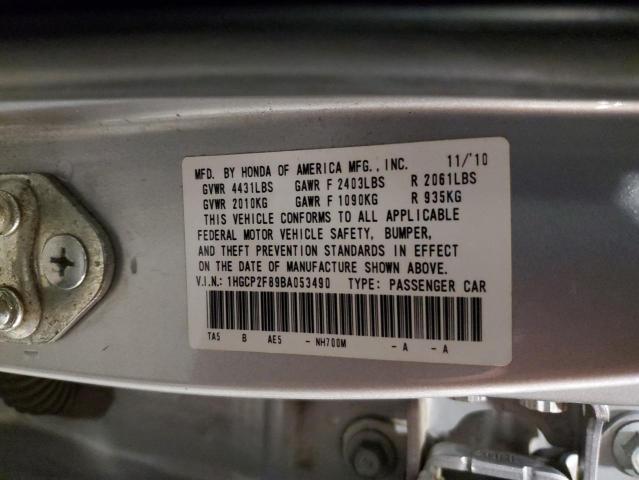 MFD. BY HONDA OF AMERICA MFG., INC. 11/'10
GVWR 4431LBS GAWR F 2403LBS R 2061LBS
GVWR 2010KG GAWR F 1090KG R 935KG
THIS VEHICLE CONFORMS TO ALL APPLICABLE
FEDERAL MOTOR VEHICLE SAFETY, BUMPER,
AND THEFT PREVENTION STANDARDS IN EFFECT
ON THE DATE OF MANUFACTURE SHOWN ABOVE.
V.I.N.: 1HGCP2F89BA053490 TYPE: PASSENGER CAR
TA5 B AE5 - NH700M - A - A